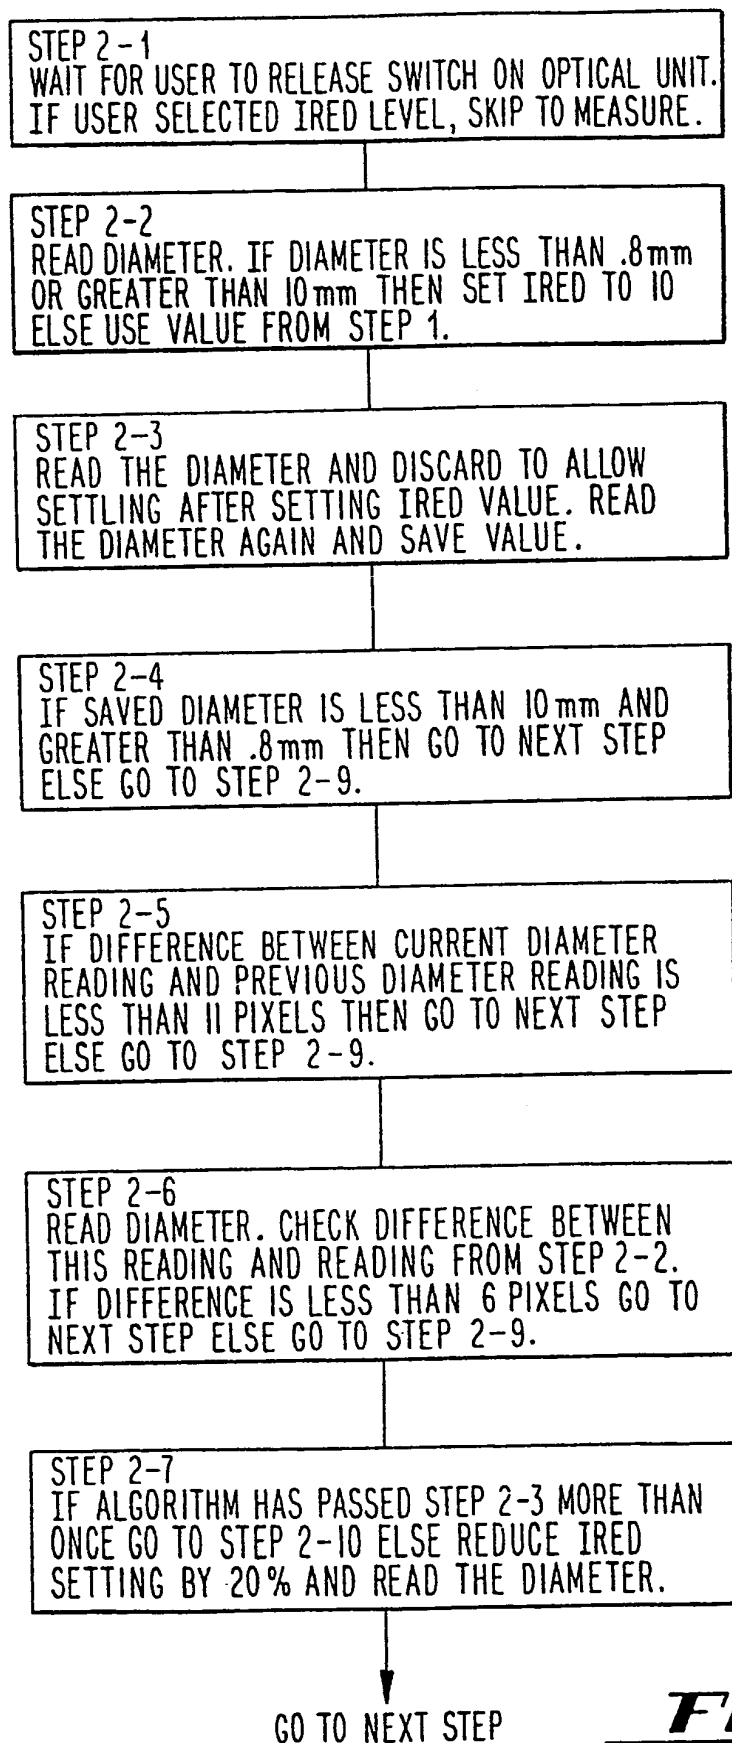 STEP 2-1
WAIT FOR USER TO RELEASE SWITCH ON OPTICAL UNIT.
IF USER SELECTED IRED LEVEL, SKIP TO MEASURE.
STEP 2-2
READ DIAMETER. IF DIAMETER IS LESS THAN .8mm
OR GREATER THAN 10mm THEN SET IRED TO 10
ELSE USE VALUE FROM STEP 1.
STEP 2-3
READ THE DIAMETER AND DISCARD TO ALLOW
SETTLING AFTER SETTING IRED VALUE. READ
THE DIAMETER AGAIN AND SAVE VALUE.
STEP 2-4
IF SAVED DIAMETER IS LESS THAN 10mm AND
GREATER THAN .8mm THEN GO TO NEXT STEP
ELSE GO TO STEP 2-9.
STEP 2-5
IF DIFFERENCE BETWEEN CURRENT DIAMETER
READING AND PREVIOUS DIAMETER READING IS
LESS THAN 11 PIXELS THEN GO TO NEXT STEP
ELSE GO TO STEP 2-9.
STEP 2-6
READ DIAMETER. CHECK DIFFERENCE BETWEEN
THIS READING AND READING FROM STEP 2-2.
IF DIFFERENCE IS LESS THAN 6 PIXELS GO TO
NEXT STEP ELSE GO TO STEP 2-9.
STEP 2-7
IF ALGORITHM HAS PASSED STEP 2-3 MORE THAN
ONCE GO TO STEP 2-10 ELSE REDUCE IRED
SETTING BY 20% AND READ THE DIAMETER.
GO TO NEXT STEP